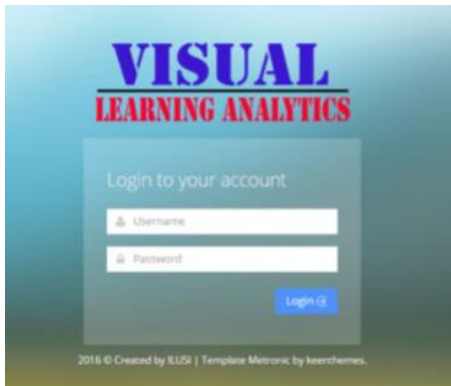 VISUAL
LEARNING ANALYTICS
Login to your account
Username
Password
Login
2016 © Created by ILUSI | Template Metronic by keenthemes.